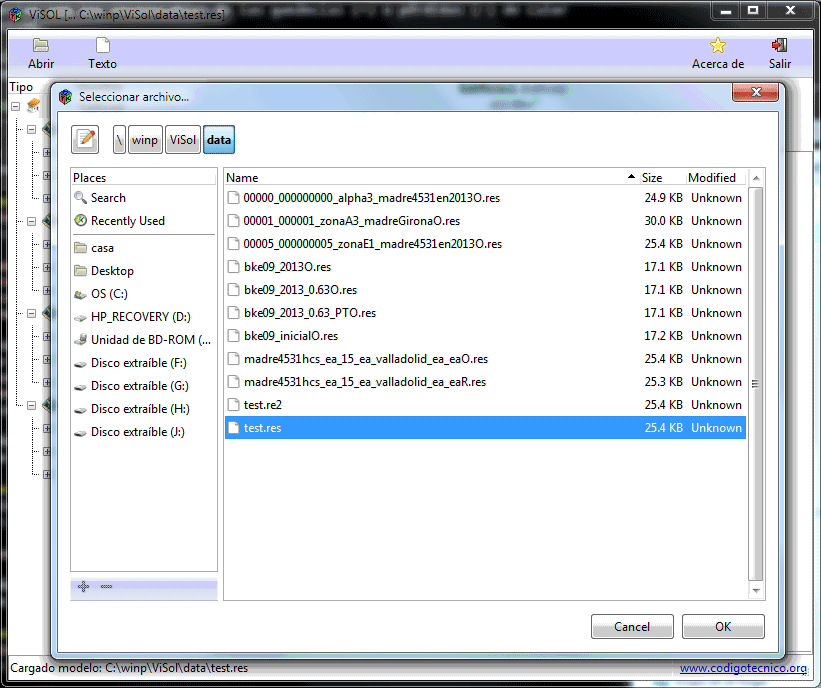 ViSOL [... C:\winp\ViSol\data\test.res]
Abrir Texto Acerca de Salir
Tipo
Seleccionar archivo...
\ winp ViSol data
Places
Search
Recently Used
casa
Desktop
OS (C:)
HP_RECOVERY (D:)
Unidad de BD-ROM (...
Disco extraíble (F:)
Disco extraíble (G:)
Disco extraíble (H:)
Disco extraíble (J:)
Name Size Modified
00000_000000000_alpha3_madre4531en2013O.res 24.9 KB Unknown
00001_000001_zonaA3_madreGironaO.res 30.0 KB Unknown
00005_000000005_zonaE1_madre4531en2013O.res 25.4 KB Unknown
bke09_2013O.res 17.1 KB Unknown
bke09_2013_0.63O.res 17.1 KB Unknown
bke09_2013_0.63_PTO.res 17.1 KB Unknown
bke09_inicialO.res 17.2 KB Unknown
madre4531hcs_ea_15_ea_valladolid_ea_eaO.res 25.4 KB Unknown
madre4531hcs_ea_15_ea_valladolid_ea_eaR.res 25.3 KB Unknown
test.re2 25.4 KB Unknown
test.res 25.4 KB Unknown
Cancel OK
Cargado modelo: C:\winp\ViSol\data\test.res www.codigotecnico.org